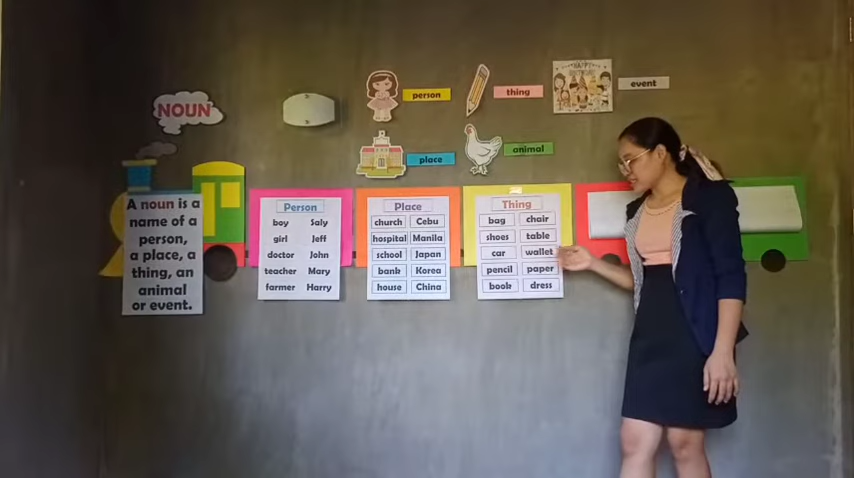 NOUN
person
thing
HAPPY
event
place
animal
A noun is a
name of a
person,
a place, a
thing, an
animal
or event.
Person
boy Saly
girl Jeff
doctor John
teacher Mary
farmer Harry
Place
church Cebu
hospital Manila
school Japan
bank Korea
house China
Thing
bag chair
shoes table
car wallet
pencil paper
book dress